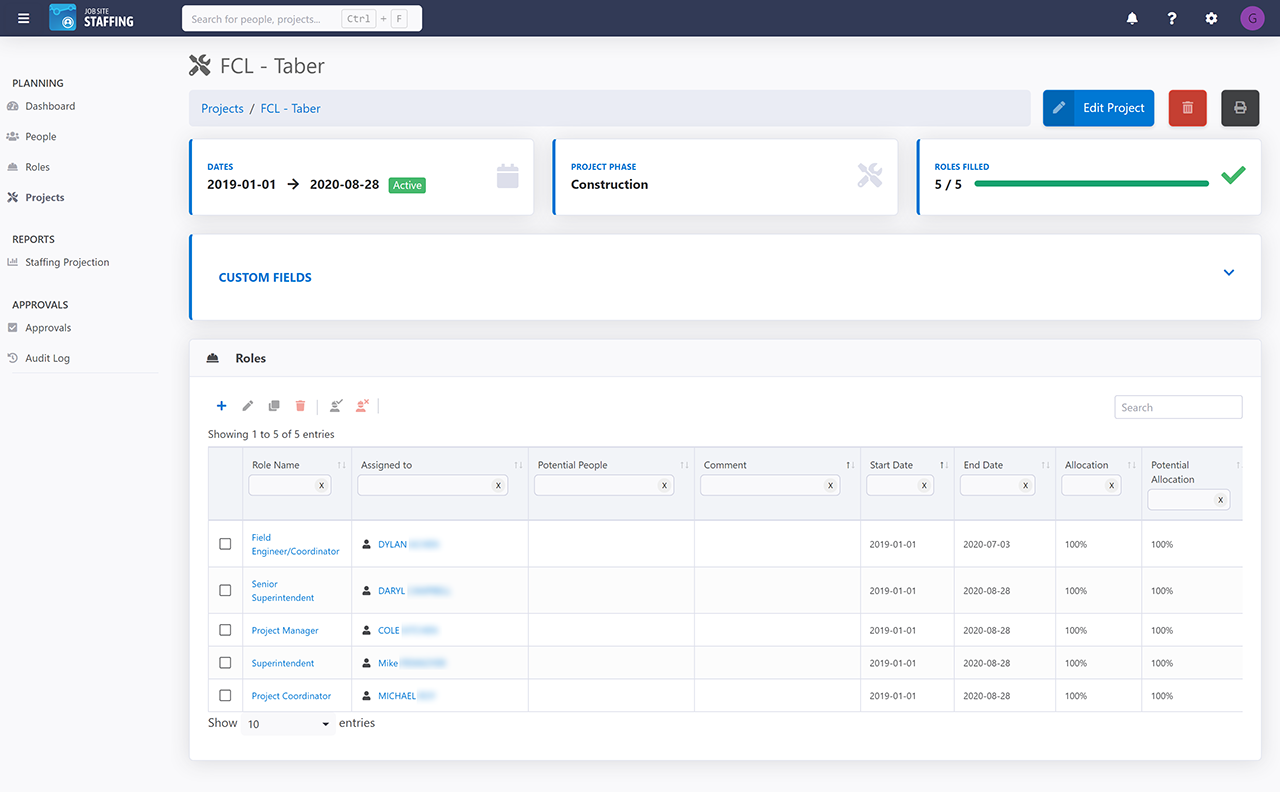 JOB SITE
STAFFING
Search for people, projects... Ctrl + F
G
PLANNING
Dashboard
People
Roles
Projects
REPORTS
Staffing Projection
APPROVALS
Approvals
Audit Log
FCL - Taber
Projects / FCL - Taber
Edit Project
DATES
2019-01-01 → 2020-08-28 Active
PROJECT PHASE
Construction
ROLES FILLED
5 / 5
CUSTOM FIELDS
Roles
Search
Showing 1 to 5 of 5 entries
Role Name Assigned to Potential People Comment Start Date End Date Allocation Potential
Allocation
x x x x x x x x
Field
Engineer/Coordinator DYLAN 2019-01-01 2020-07-03 100% 100%
Senior
Superintendent DARYL 2019-01-01 2020-08-28 100% 100%
Project Manager COLE 2019-01-01 2020-08-28 100% 100%
Superintendent Mike 2019-01-01 2020-08-28 100% 100%
Project Coordinator MICHAEL 2019-01-01 2020-08-28 100% 100%
Show 10 entries